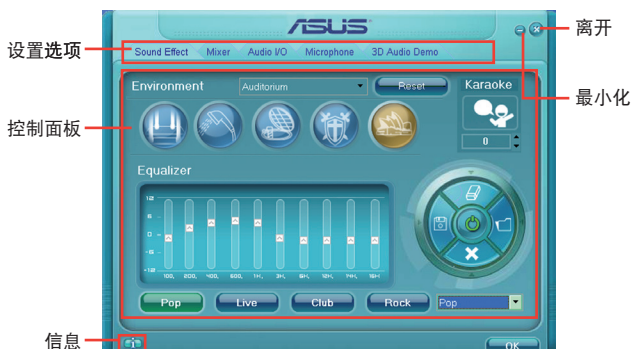 ASUS
离开
设置选项
Sound Effect Mixer Audio I/O Microphone 3D Audio Demo
最小化
Environment Auditorium Reset Karaoke
控制面板
0
Equalizer
12
6
0
-6
-12
100, 200, 400, 600, 1K, 3K, 6K, 12K, 14K, 16K
Pop Live Club Rock Pop
信息
i
OK